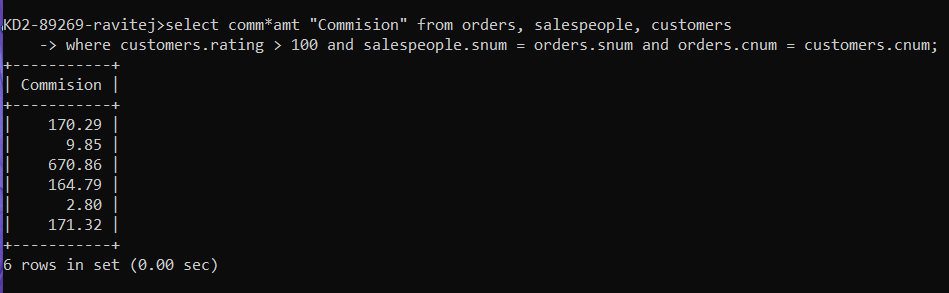 KD2-89269-ravitej>select comm*amt "Commision" from orders, salespeople, customers
    -> where customers.rating > 100 and salespeople.snum = orders.snum and orders.cnum = customers.cnum;
+-----------+
| Commision |
+-----------+
|    170.29 |
|      9.85 |
|    670.86 |
|    164.79 |
|      2.80 |
|    171.32 |
+-----------+
6 rows in set (0.00 sec)